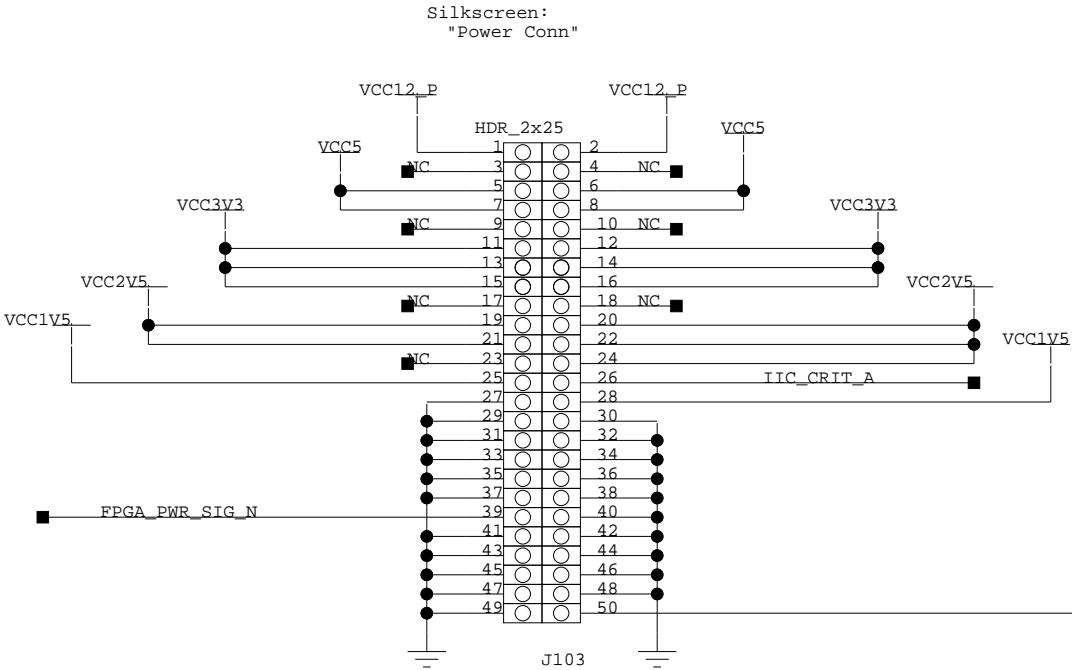 Silkscreen:
"Power Conn"
VCC12_P VCC12_P
HDR_2x25 VCC5
VCC5 1 2
NC 3 4 NC
5 6
VCC3V3 7 8 VCC3V3
NC 9 10 NC
11 12
13 14
VCC2V5 15 16 VCC2V5
NC 17 18 NC
VCC1V5 19 20
21 22 VCC1V5
NC 23 24
25 26 IIC_CRIT_A
27 28
29 30
31 32
33 34
35 36
37 38
FPGA_PWR_SIG_N 39 40
41 42
43 44
45 46
47 48
49 50
J103